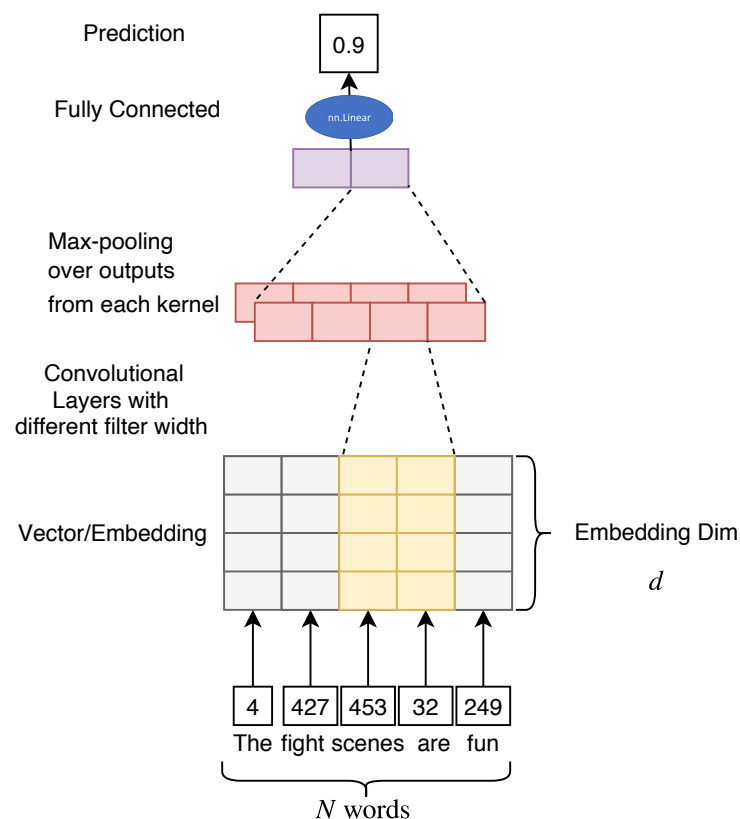 Prediction
0.9
Fully Connected
nn.Linear
Max-pooling
over outputs
from each kernel
Convolutional
Layers with
different filter width
Vector/Embedding
Embedding Dim
d
4 427 453 32 249
The fight scenes are fun
N words